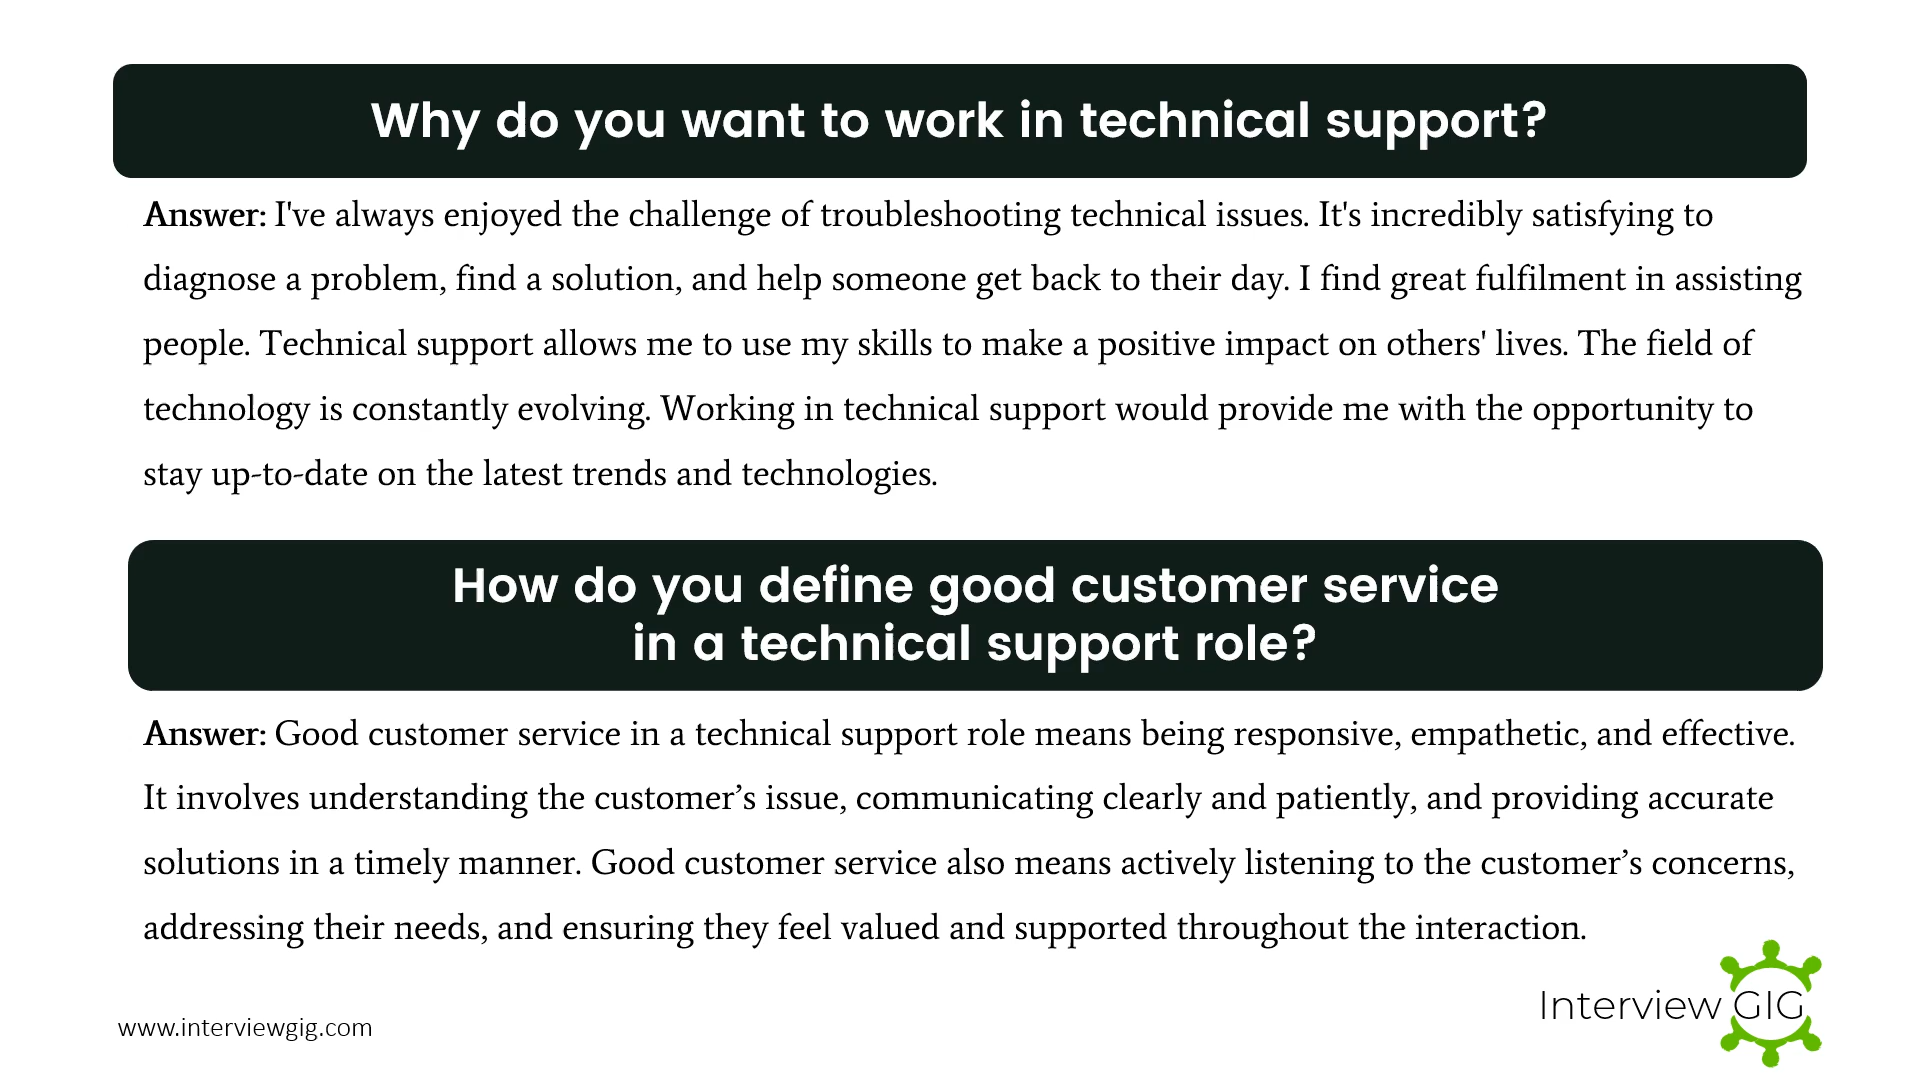 Why do you want to work in technical support?
Answer: I've always enjoyed the challenge of troubleshooting technical issues. It's incredibly satisfying to
diagnose a problem, find a solution, and help someone get back to their day. I find great fulfilment in assisting
people. Technical support allows me to use my skills to make a positive impact on others' lives. The field of
technology is constantly evolving. Working in technical support would provide me with the opportunity to
stay up-to-date on the latest trends and technologies.
How do you define good customer service
in a technical support role?
Answer: Good customer service in a technical support role means being responsive, empathetic, and effective.
It involves understanding the customer’s issue, communicating clearly and patiently, and providing accurate
solutions in a timely manner. Good customer service also means actively listening to the customer’s concerns,
addressing their needs, and ensuring they feel valued and supported throughout the interaction.
www.interviewgig.com
Interview GIG